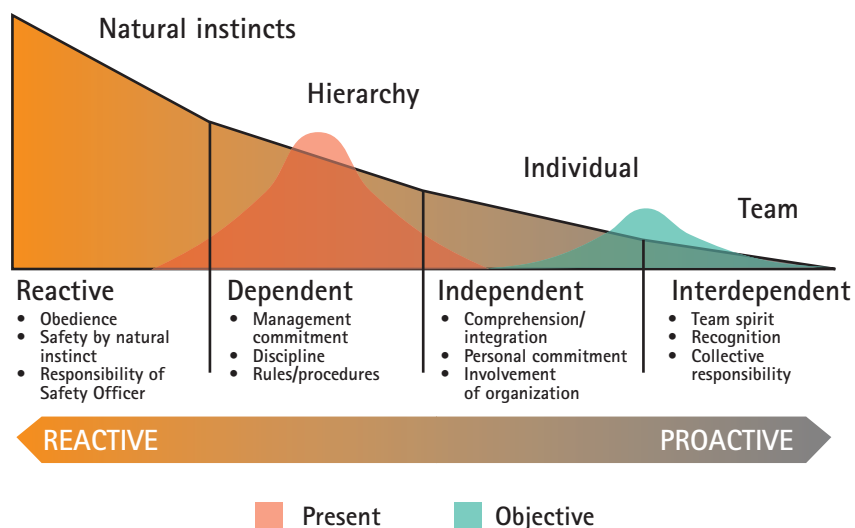 Natural instincts
Hierarchy
Individual
Team
Reactive
• Obedience
• Safety by natural
instinct
• Responsibility of
Safety Officer
Dependent
• Management
commitment
• Discipline
• Rules/procedures
Independent
• Comprehension/
integration
• Personal commitment
• Involvement
of organization
Interdependent
• Team spirit
• Recognition
• Collective
responsibility
REACTIVE
PROACTIVE
Present
Objective